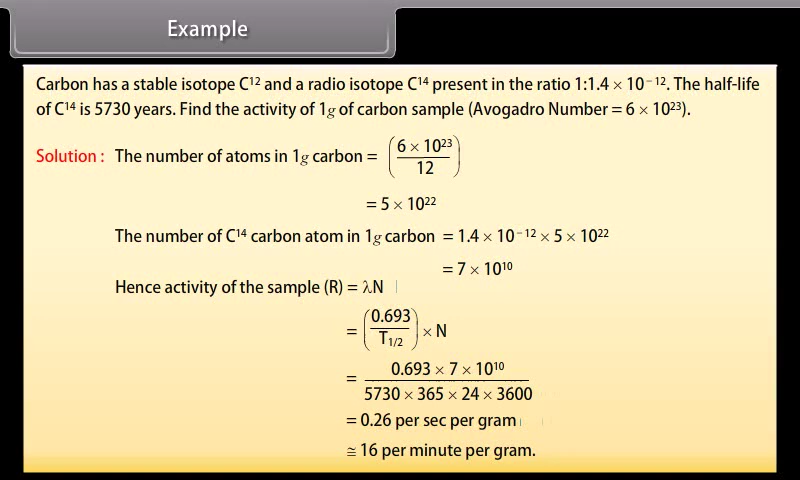 Example
Carbon has a stable isotope C¹² and a radio isotope C¹⁴ present in the ratio 1:1.4 × 10⁻¹². The half-life
of C¹⁴ is 5730 years. Find the activity of 1g of carbon sample (Avogadro Number = 6 × 10²³).
Solution : The number of atoms in 1g carbon = (6 × 10²³ / 12)
= 5 × 10²²
The number of C¹⁴ carbon atom in 1g carbon = 1.4 × 10⁻¹² × 5 × 10²²
= 7 × 10¹⁰
Hence activity of the sample (R) = λN
= (0.693 / T₁/₂) × N
= 0.693 × 7 × 10¹⁰ / 5730 × 365 × 24 × 3600
= 0.26 per sec per gram
≅ 16 per minute per gram.